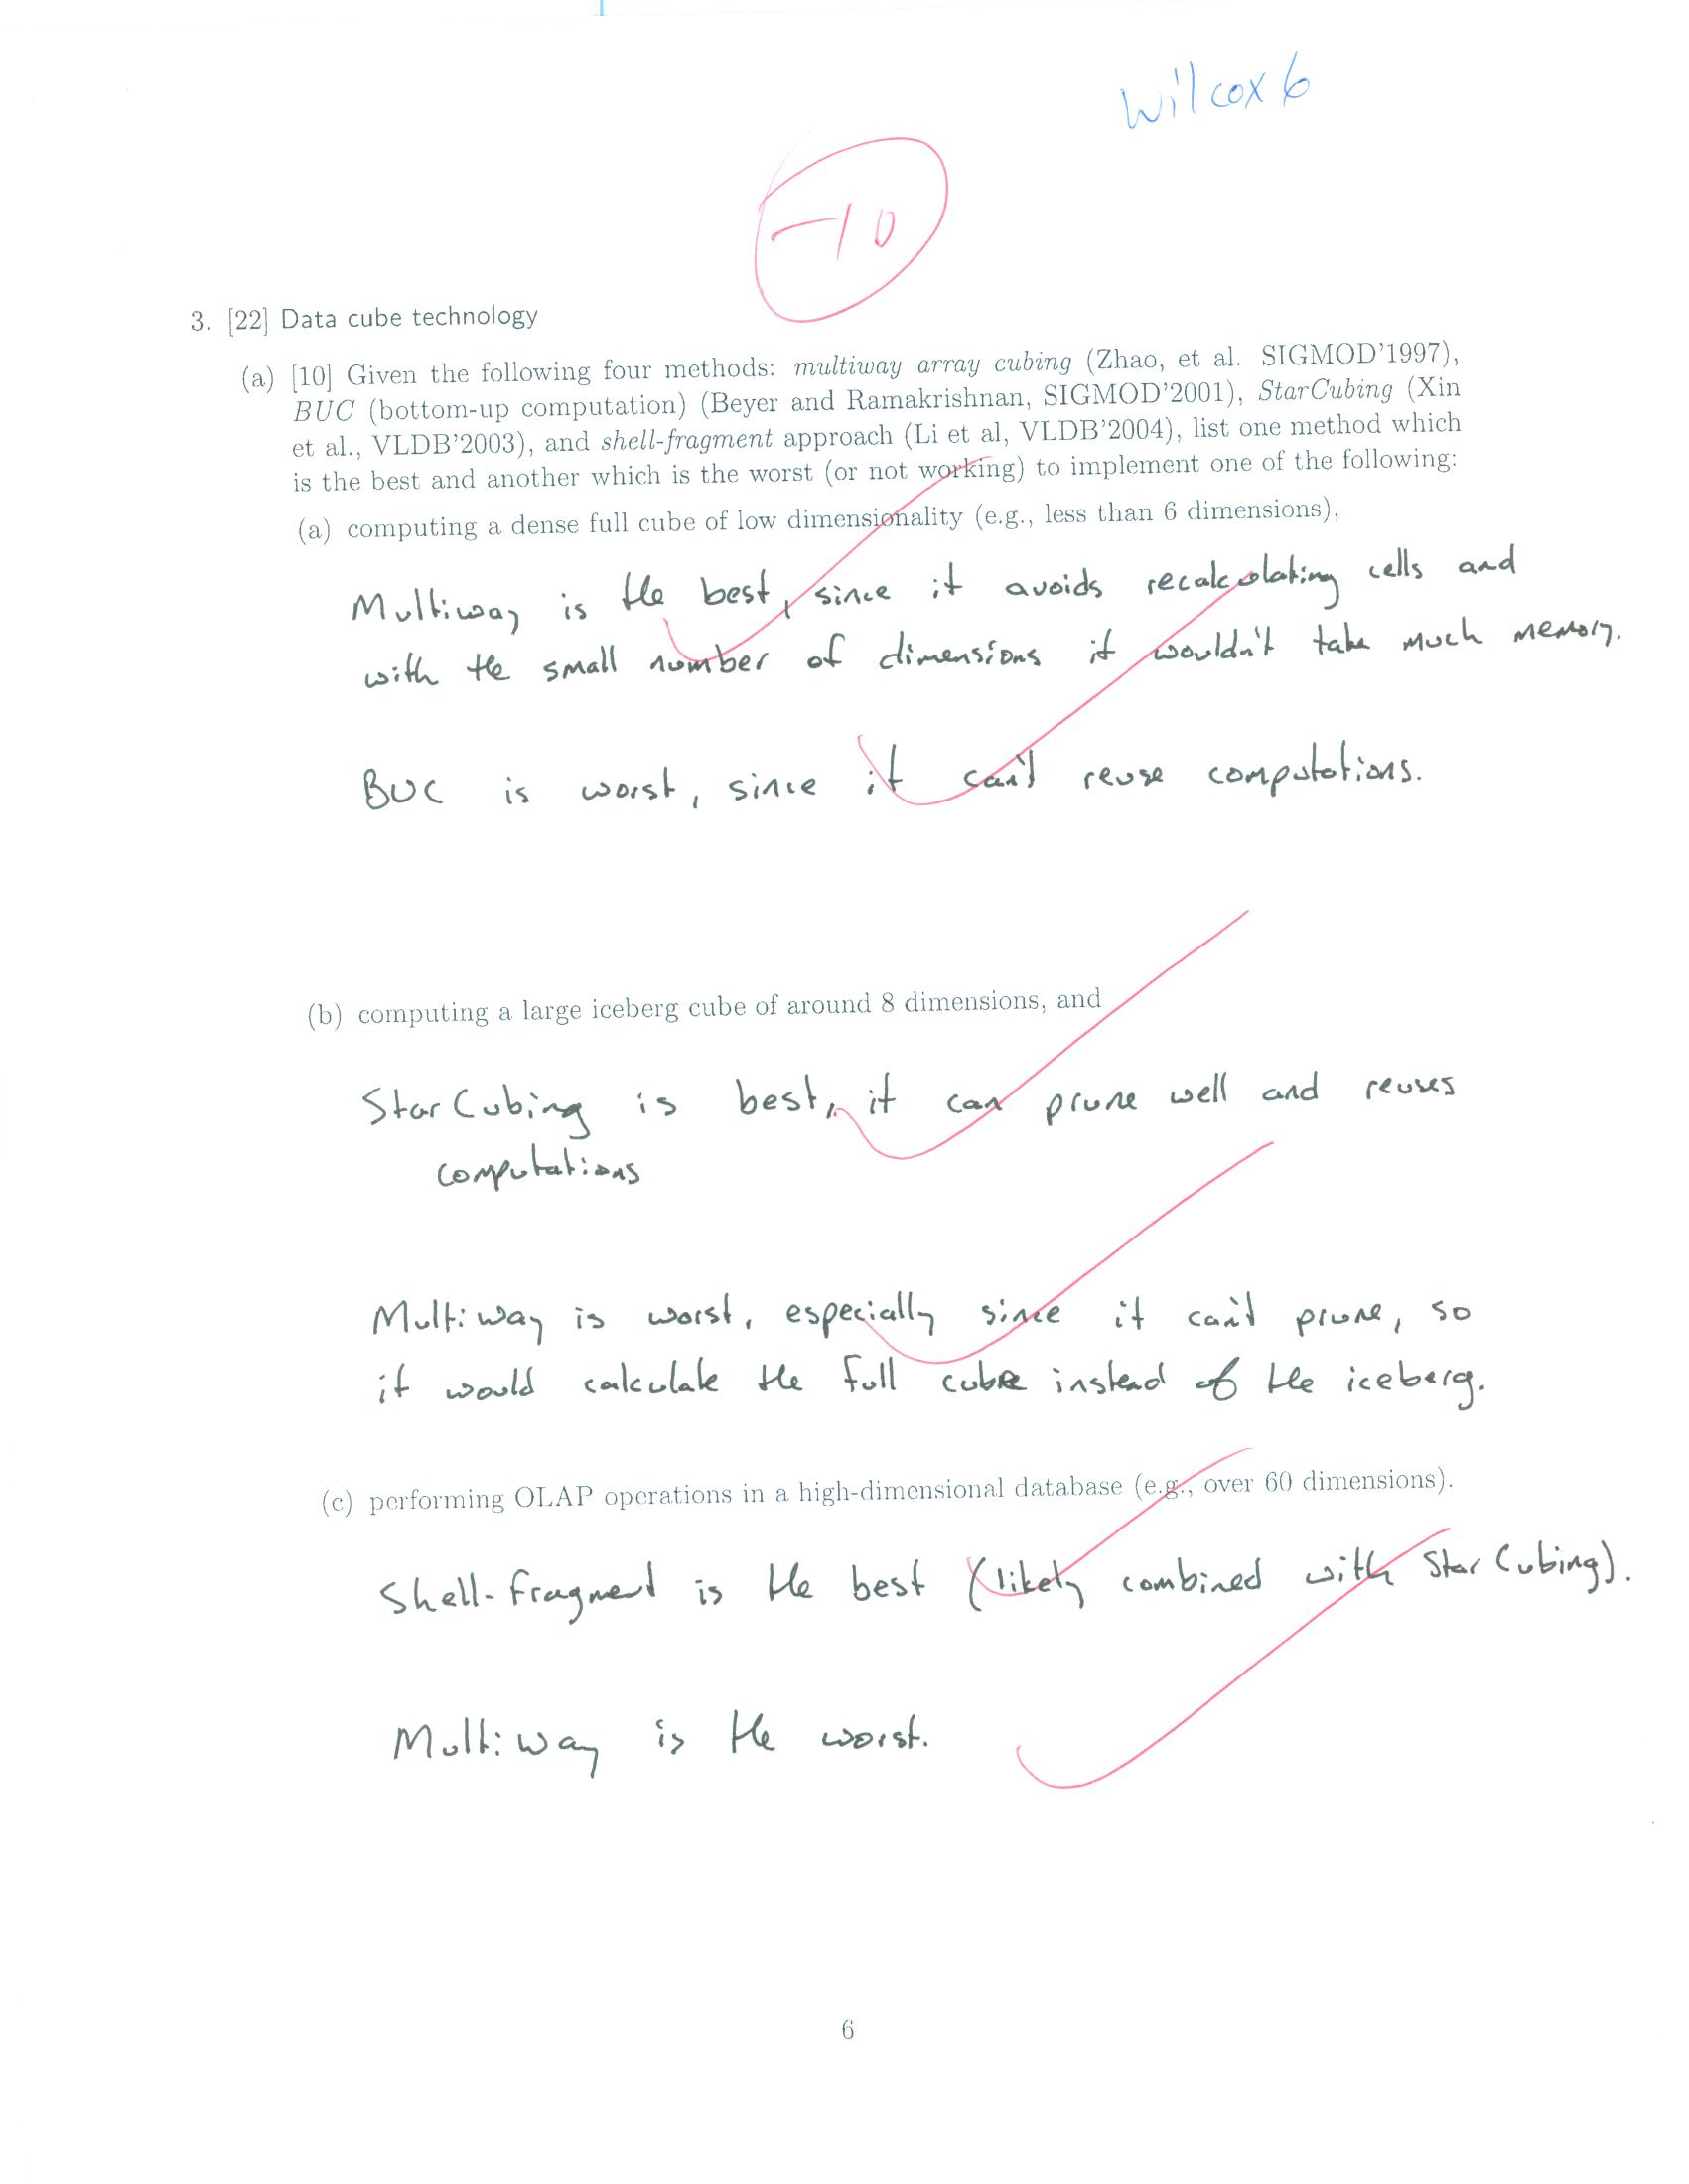 Wilcox 6
-10
3. [22] Data cube technology
(a) [10] Given the following four methods: multiway array cubing (Zhao, et al. SIGMOD'1997),
BUC (bottom-up computation) (Beyer and Ramakrishnan, SIGMOD'2001), StarCubing (Xin
et al., VLDB'2003), and shell-fragment approach (Li et al, VLDB'2004), list one method which
is the best and another which is the worst (or not working) to implement one of the following:
(a) computing a dense full cube of low dimensionality (e.g., less than 6 dimensions),
Multiway is the best, since it avoids recalculating cells and
with the small number of dimensions it wouldn't take much memory.
BUC is worst, since it can't reuse computations.
(b) computing a large iceberg cube of around 8 dimensions, and
Star Cubing is best, it can prune well and reuses
computations
Multiway is worst, especially since it can't prune, so
it would calculate the full cube instead of the iceberg.
(c) performing OLAP operations in a high-dimensional database (e.g., over 60 dimensions).
Shell-fragment is the best (likely combined with Star Cubing).
Multiway is the worst.
6